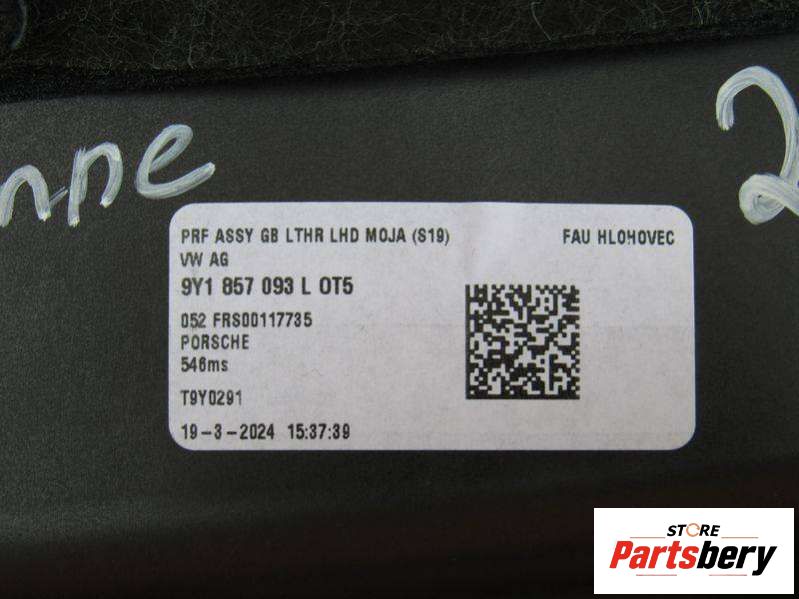 nne
2
PRF ASSY GB LTHR LHD MOJA (S19)
FAU HLOHOVEC
VW AG
9Y1 857 093 L OT5
052 FRS00117735
PORSCHE
546ms
T9Y0291
19-3-2024 15:37:39
STORE
Partsbery